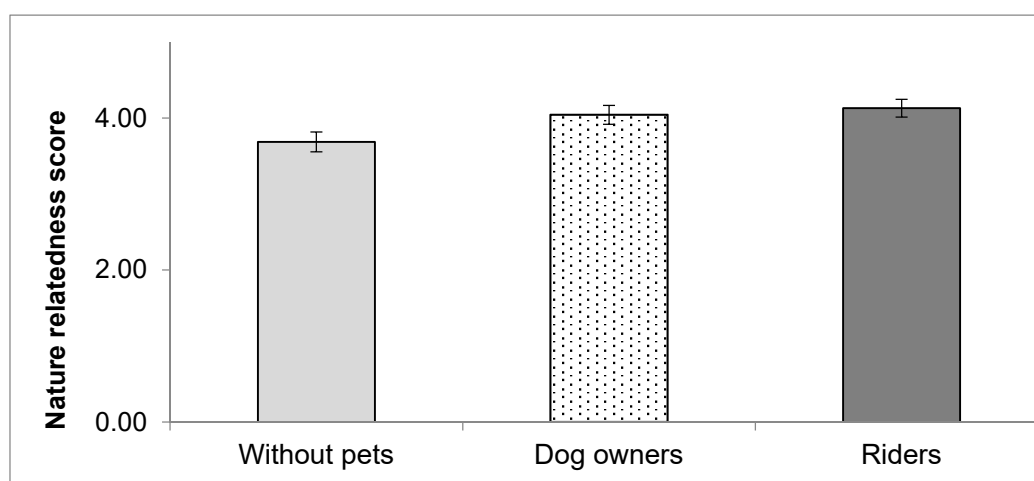 Nature relatedness score
4.00
2.00
0.00
Without pets
Dog owners
Riders